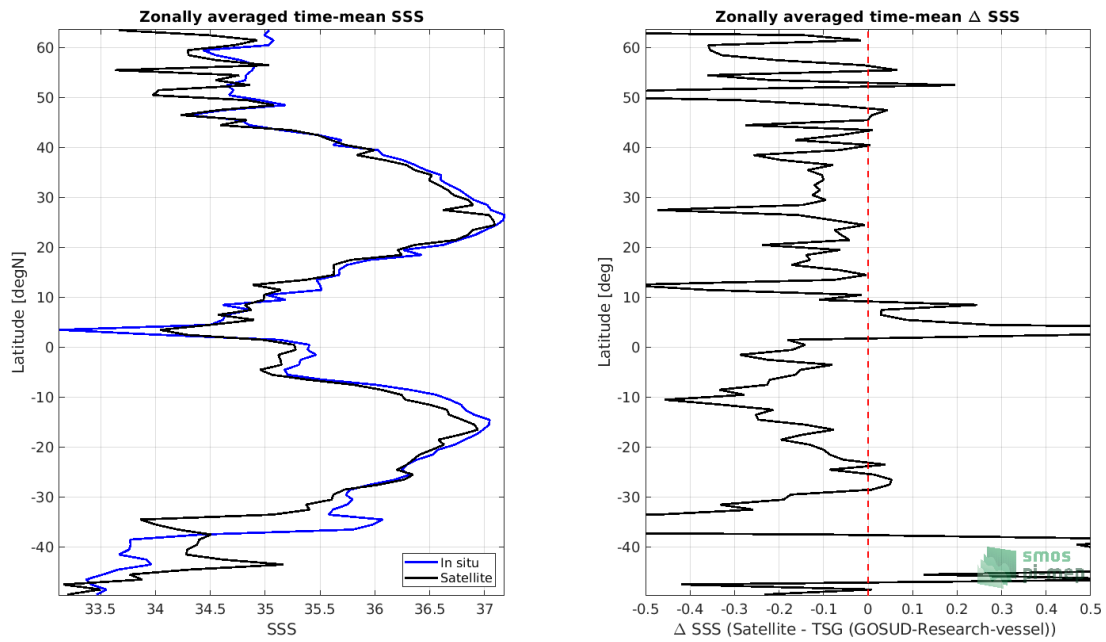 Zonally averaged time-mean SSS
60
50
40
30
20
10
0
-10
-20
-30
-40
Latitude [degN]
33.5 34 34.5 35 35.5 36 36.5 37
SSS
In situ
Satellite
Zonally averaged time-mean Δ SSS
60
50
40
30
20
10
0
-10
-20
-30
-40
Latitude [deg]
-0.5 -0.4 -0.3 -0.2 -0.1 0 0.1 0.2 0.3 0.4 0.5
Δ SSS (Satellite - TSG (GOSUD-Research-vessel))
smos
pi-mep